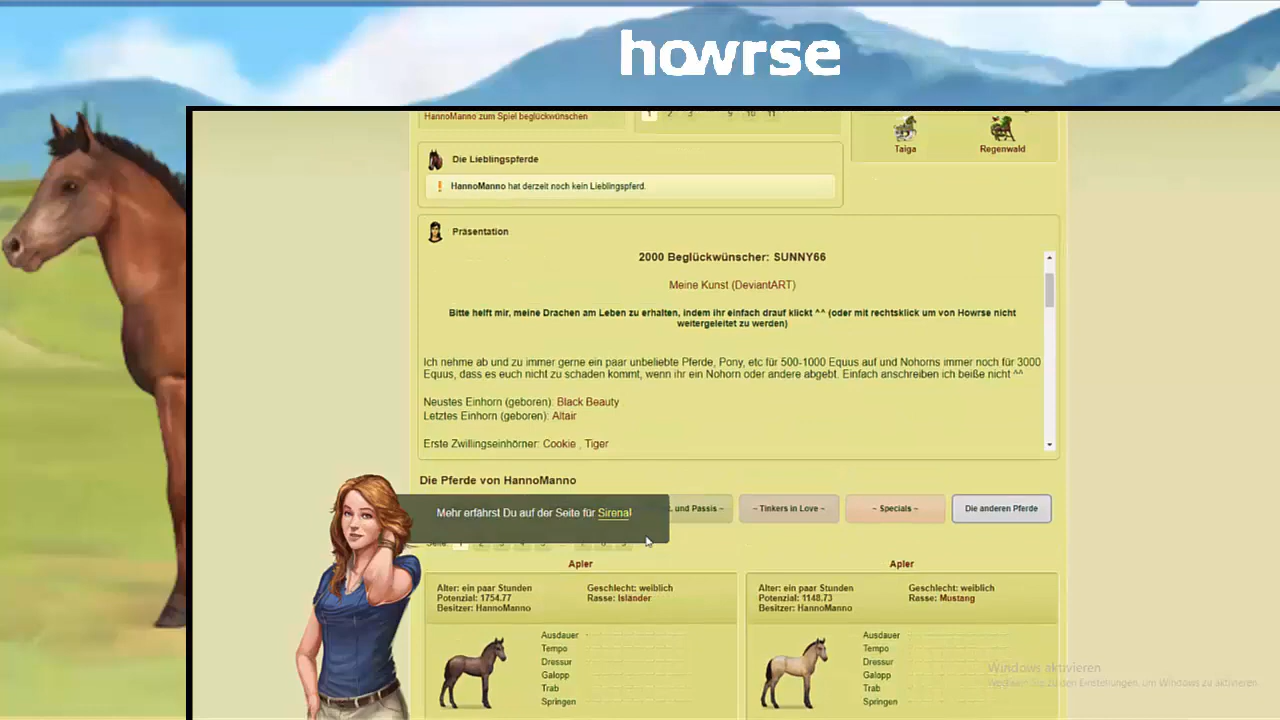 howrse
HannoManno zum Spiel beglückwünschen
1 2 3 ... 9 10 11
Taiga
Regenwald
Die Lieblingspferde
HannoManno hat derzeit noch kein Lieblingspferd.
Präsentation
2000 Beglückwünscher: SUNNY66
Meine Kunst (DeviantART)
Bitte helft mir, meine Drachen am Leben zu erhalten, indem ihr einfach drauf klickt ^^ (oder mit rechtsklick um von Howrse nicht
weitergeleitet zu werden)
Ich nehme ab und zu immer gerne ein paar unbeliebte Pferde, Pony, etc für 500-1000 Equus auf und Nohorns immer noch für 3000
Equus, dass es euch nicht zu schaden kommt, wenn ihr ein Nohorn oder andere abgebt. Einfach anschreiben ich beiße nicht ^^
Neustes Einhorn (geboren): Black Beauty
Letztes Einhorn (geboren): Altair
Erste Zwillingseinhörner: Cookie , Tiger
Die Pferde von HannoManno
Mehr erfährst Du auf der Seite für Sirena!
und Passis ~
~ Tinkers in Love ~
~ Specials ~
Die anderen Pferde
Apler
Alter: ein paar Stunden
Geschlecht: weiblich
Potenzial: 1754.77
Rasse: Isländer
Besitzer: HannoManno
Ausdauer
Tempo
Dressur
Galopp
Trab
Springen
Apler
Alter: ein paar Stunden
Geschlecht: weiblich
Potenzial: 1148.73
Rasse: Mustang
Besitzer: HannoManno
Ausdauer
Tempo
Dressur
Galopp
Trab
Springen
Windows aktivieren
zu den Einstellungen, um Windows zu aktivieren.